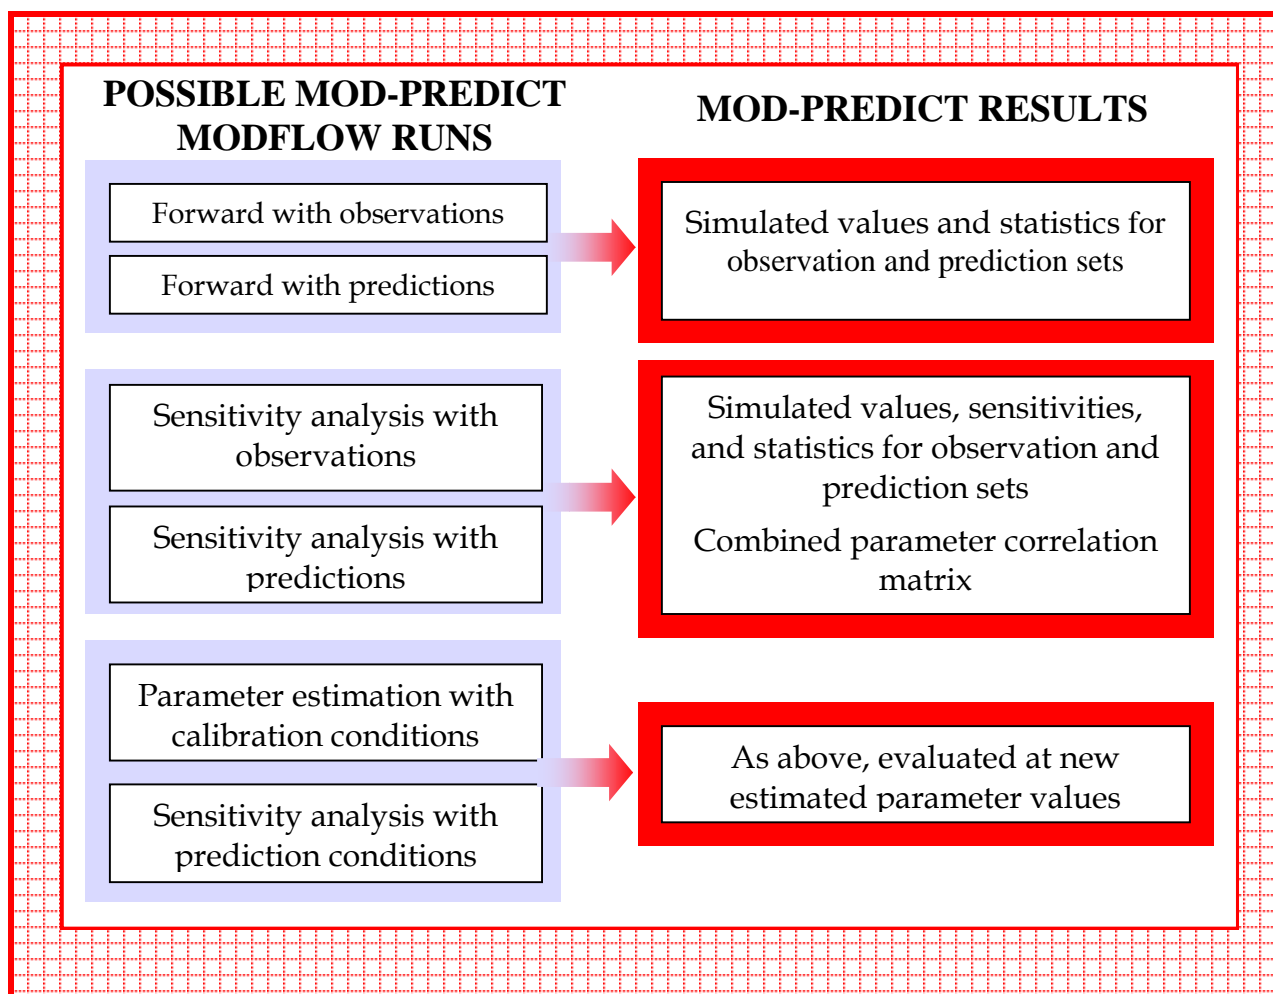 POSSIBLE MOD-PREDICT
MODFLOW RUNS
MOD-PREDICT RESULTS
Forward with observations
Forward with predictions
Simulated values and statistics for
observation and prediction sets
Sensitivity analysis with
observations
Sensitivity analysis with
predictions
Simulated values, sensitivities,
and statistics for observation and
prediction sets
Combined parameter correlation
matrix
Parameter estimation with
calibration conditions
Sensitivity analysis with
prediction conditions
As above, evaluated at new
estimated parameter values